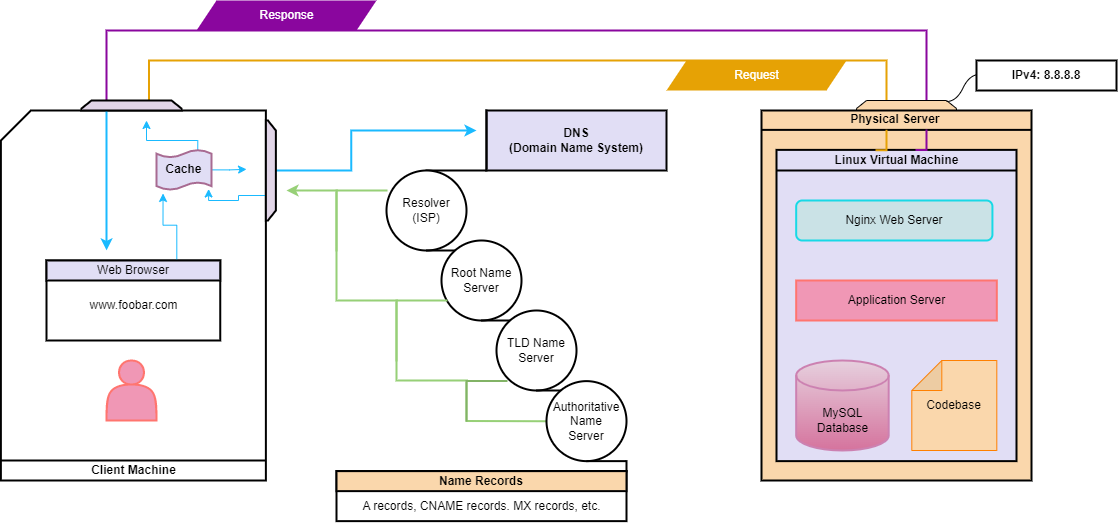 Response
Request
IPv4: 8.8.8.8
Physical Server
Linux Virtual Machine
Nginx Web Server
Application Server
MySQL
Database
Codebase
DNS
(Domain Name System)
Cache
Resolver
(ISP)
Root Name
Server
TLD Name
Server
Authoritative
Name
Server
Web Browser
www.foobar.com
Client Machine
Name Records
A records, CNAME records. MX records, etc.